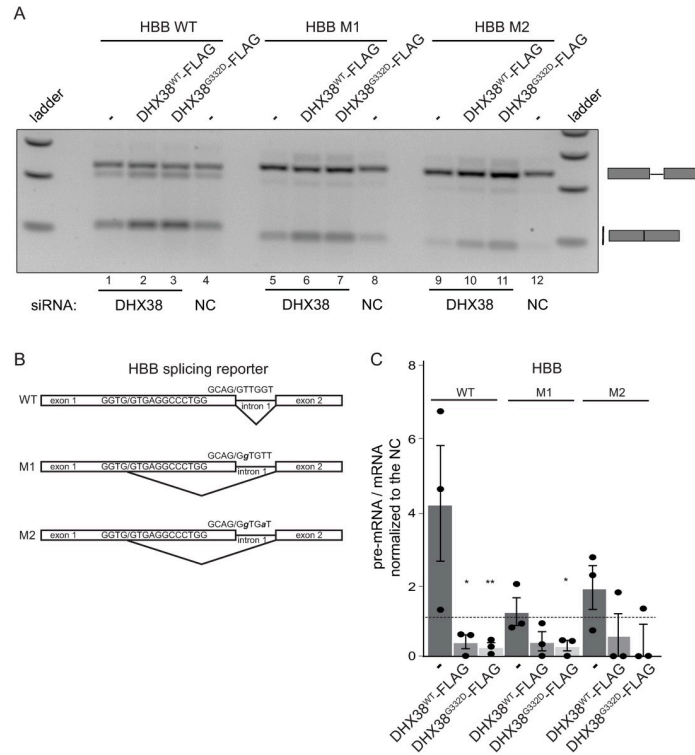 A
HBB WT
HBB M1
HBB M2
ladder
-
DHX38WT-FLAG
DHX38G332D-FLAG
-
-
DHX38WT-FLAG
DHX38G332D-FLAG
-
-
DHX38WT-FLAG
DHX38G332D-FLAG
-
ladder
1 2 3 4 5 6 7 8 9 10 11 12
siRNA: DHX38 NC DHX38 NC DHX38 NC
B
HBB splicing reporter
GCAG/GTTGGT
WT exon 1 GGTG/GTGAGGCCCTGG intron 1 exon 2
GCAG/GgTGTT
M1 exon 1 GGTG/GTGAGGCCCTGG intron 1 exon 2
GCAG/GgTGaT
M2 exon 1 GGTG/GTGAGGCCCTGG intron 1 exon 2
C
HBB
WT M1 M2
pre-mRNA / mRNA
normalized to the NC
8
6
4
2
0
* ** *
-
DHX38WT-FLAG
DHX38G332D-FLAG
-
DHX38WT-FLAG
DHX38G332D-FLAG
-
DHX38WT-FLAG
DHX38G332D-FLAG